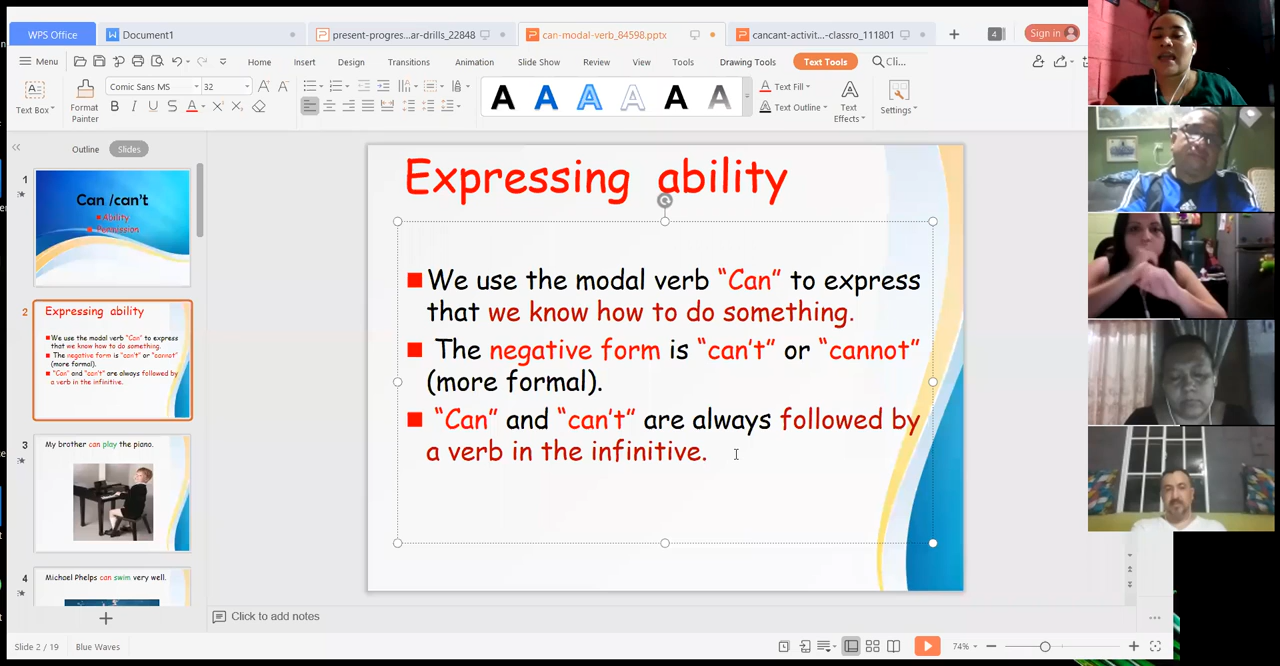 WPS Office
Document1
present-progres...ar-drills_22848
can-modal-verb_84598.pptx
cancant-activit...-classro_111801
4
Sign in
Menu
Home
Insert
Design
Transitions
Animation
Slide Show
Review
View
Tools
Drawing Tools
Text Tools
Cli...
Text Box
Format
Painter
Comic Sans MS
32
B I U S A
A A A A A A
Text Fill
Text Outline
Text
Effects
Settings
Outline
Slides
1
Can /can't
Ability
Permission
2
Expressing ability
We use the modal verb "Can" to express
that we know how to do something.
The negative form is "can't" or "cannot"
(more formal).
"Can" and "can't" are always followed by
a verb in the infinitive.
3
My brother can play the piano.
4
Michael Phelps can swim very well.
Expressing ability
We use the modal verb “Can” to express
that we know how to do something.
The negative form is “can’t” or “cannot”
(more formal).
“Can” and “can’t” are always followed by
a verb in the infinitive.
Click to add notes
Slide 2 / 19
Blue Waves
74%